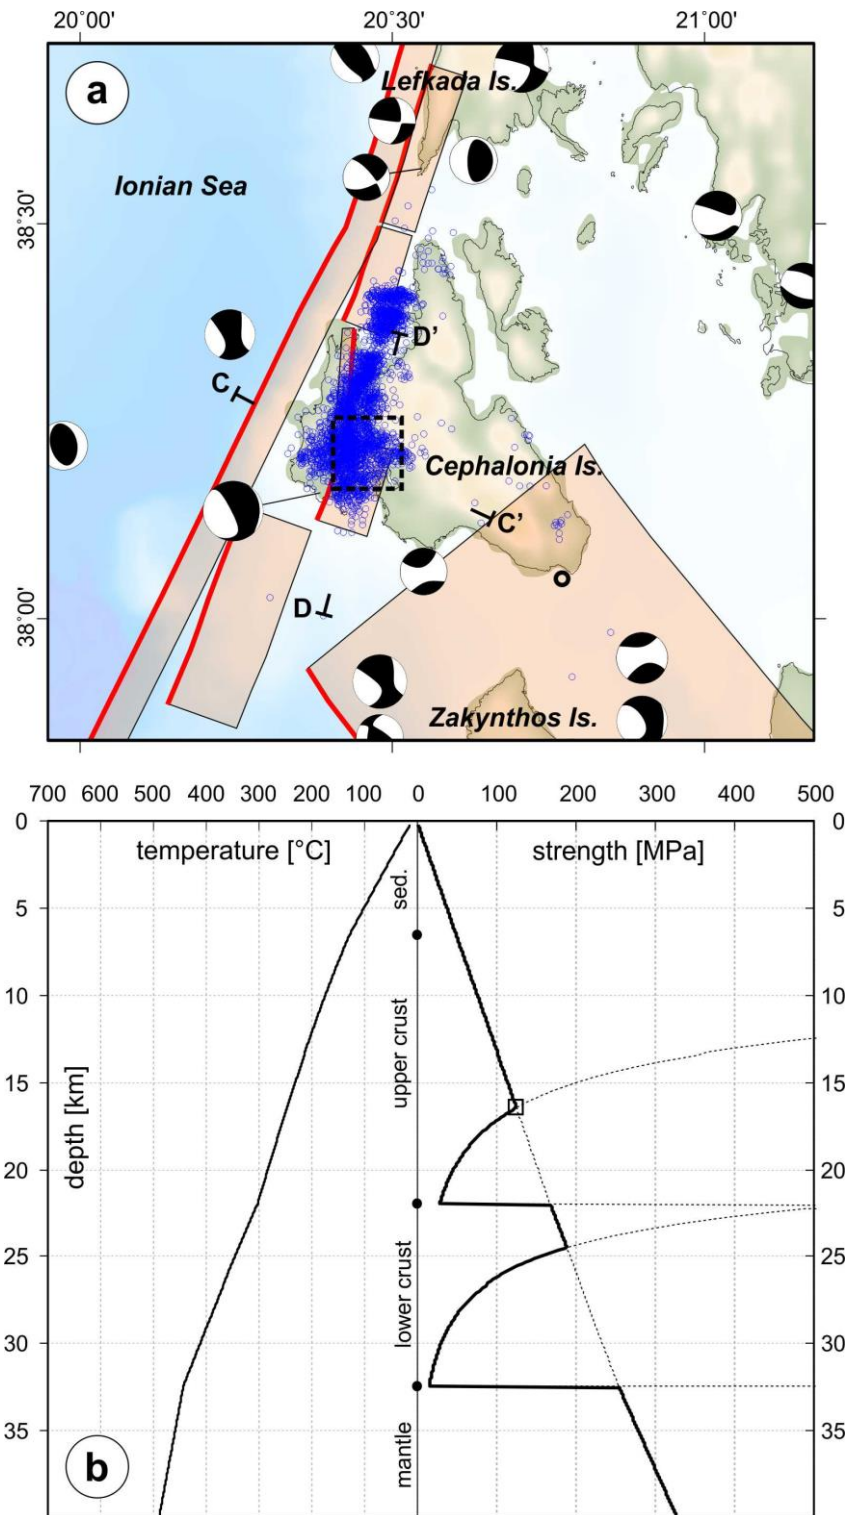 20°00' 20°30' 21°00'
a
Lefkada Is.
Ionian Sea
38°30'
D'
C
Cephalonia Is.
C'
38°00'
D
Zakynthos Is.
700 600 500 400 300 200 100 0 100 200 300 400 500
0 0
temperature [°C] strength [MPa]
sed.
5 5
10 10
upper crust
15 15
depth [km]
20 20
25 25
lower crust
30 30
35 35
mantle
b